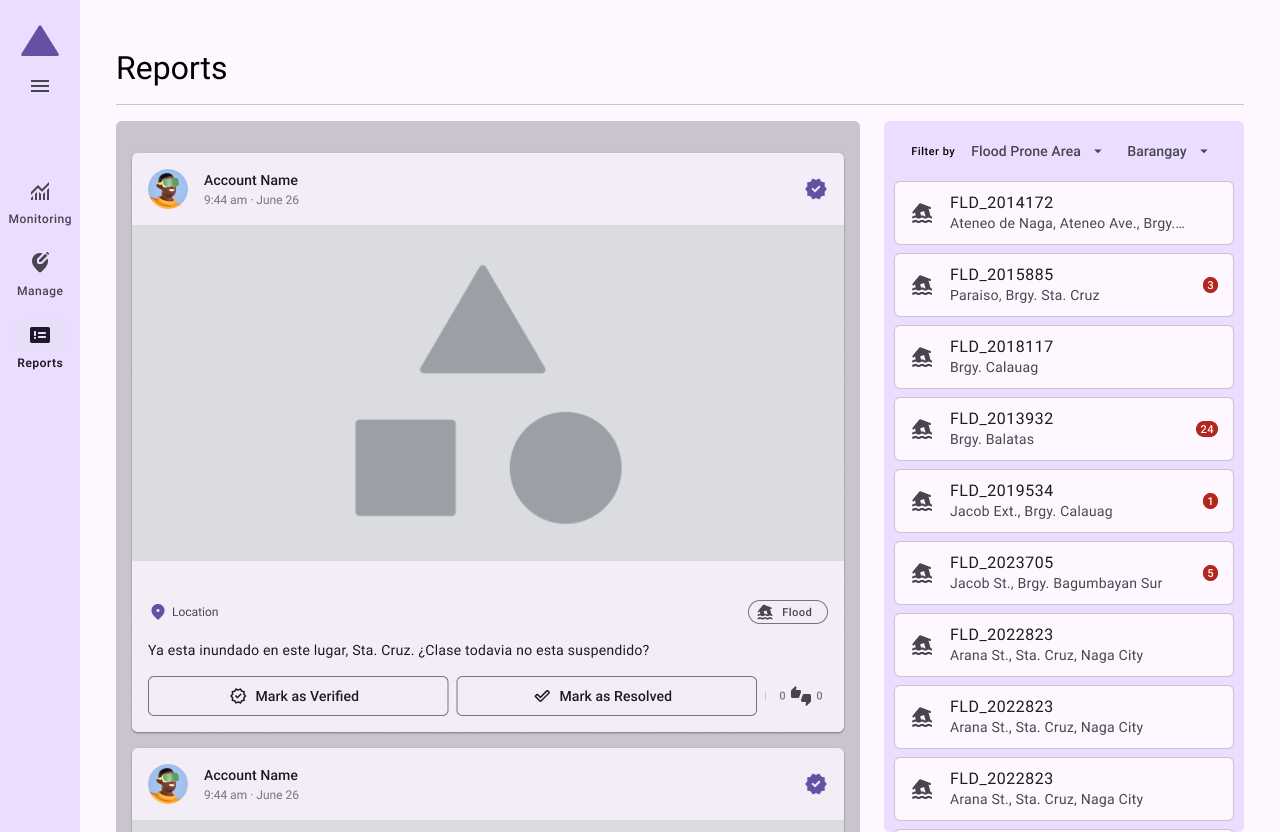 Reports
Monitoring
Manage
Reports
Account Name
9:44 am · June 26
Location
Flood
Ya esta inundado en este lugar, Sta. Cruz. ¿Clase todavia no esta suspendido?
Mark as Verified
Mark as Resolved
0
0
Account Name
9:44 am · June 26
Filter by
Flood Prone Area
Barangay
FLD_2014172
Ateneo de Naga, Ateneo Ave., Brgy.…
FLD_2015885
Paraiso, Brgy. Sta. Cruz
3
FLD_2018117
Brgy. Calauag
FLD_2013932
Brgy. Balatas
24
FLD_2019534
Jacob Ext., Brgy. Calauag
1
FLD_2023705
Jacob St., Brgy. Bagumbayan Sur
5
FLD_2022823
Arana St., Sta. Cruz, Naga City
FLD_2022823
Arana St., Sta. Cruz, Naga City
FLD_2022823
Arana St., Sta. Cruz, Naga City